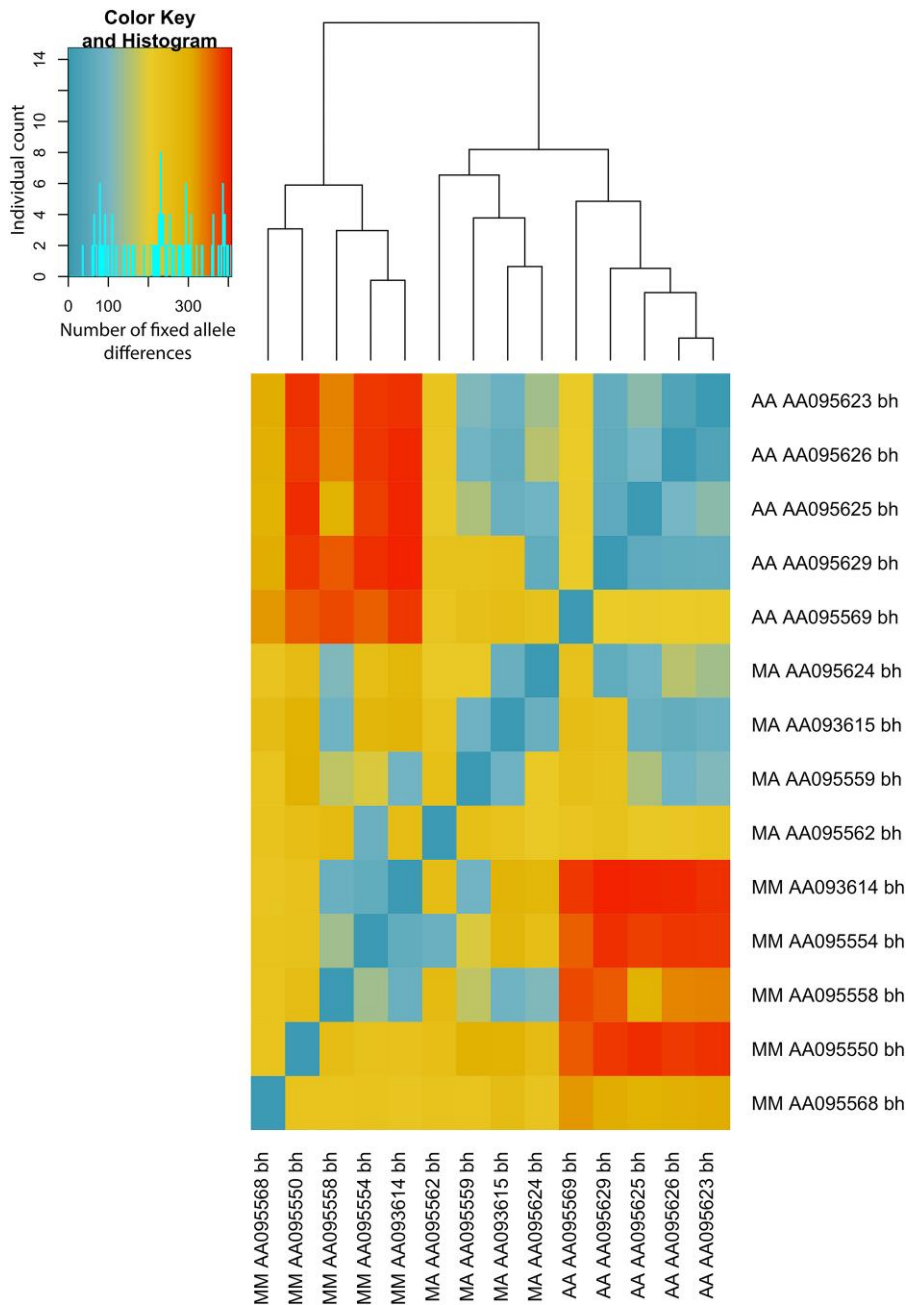 Color Key
and Histogram
Individual count
14
10
8
6
4
2
0
0 100 300
Number of fixed allele
differences
AA AA095623 bh
AA AA095626 bh
AA AA095625 bh
AA AA095629 bh
AA AA095569 bh
MA AA095624 bh
MA AA093615 bh
MA AA095559 bh
MA AA095562 bh
MM AA093614 bh
MM AA095554 bh
MM AA095558 bh
MM AA095550 bh
MM AA095568 bh
MM AA095568 bh
MM AA095550 bh
MM AA095558 bh
MM AA095554 bh
MM AA093614 bh
MA AA095562 bh
MA AA095559 bh
MA AA093615 bh
MA AA095624 bh
AA AA095569 bh
AA AA095629 bh
AA AA095625 bh
AA AA095626 bh
AA AA095623 bh